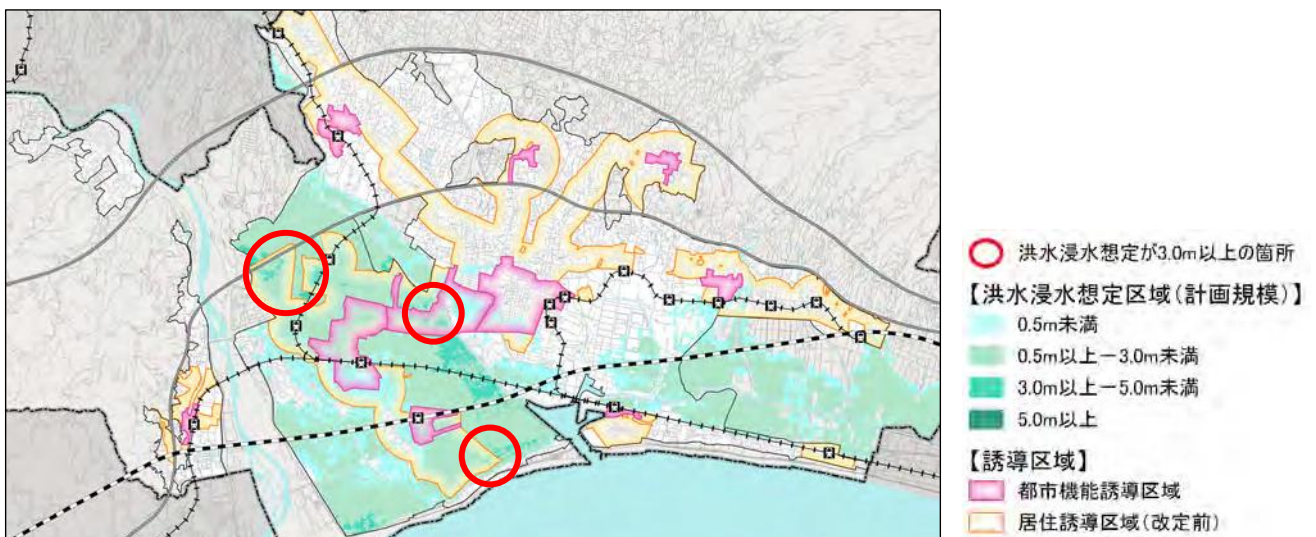 洪水浸水想定が3.0m以上の箇所
【洪水浸水想定区域(計画規模)】
0.5m未満
0.5m以上－3.0m未満
3.0m以上－5.0m未満
5.0m以上
【誘導区域】
都市機能誘導区域
居住誘導区域(改定前)